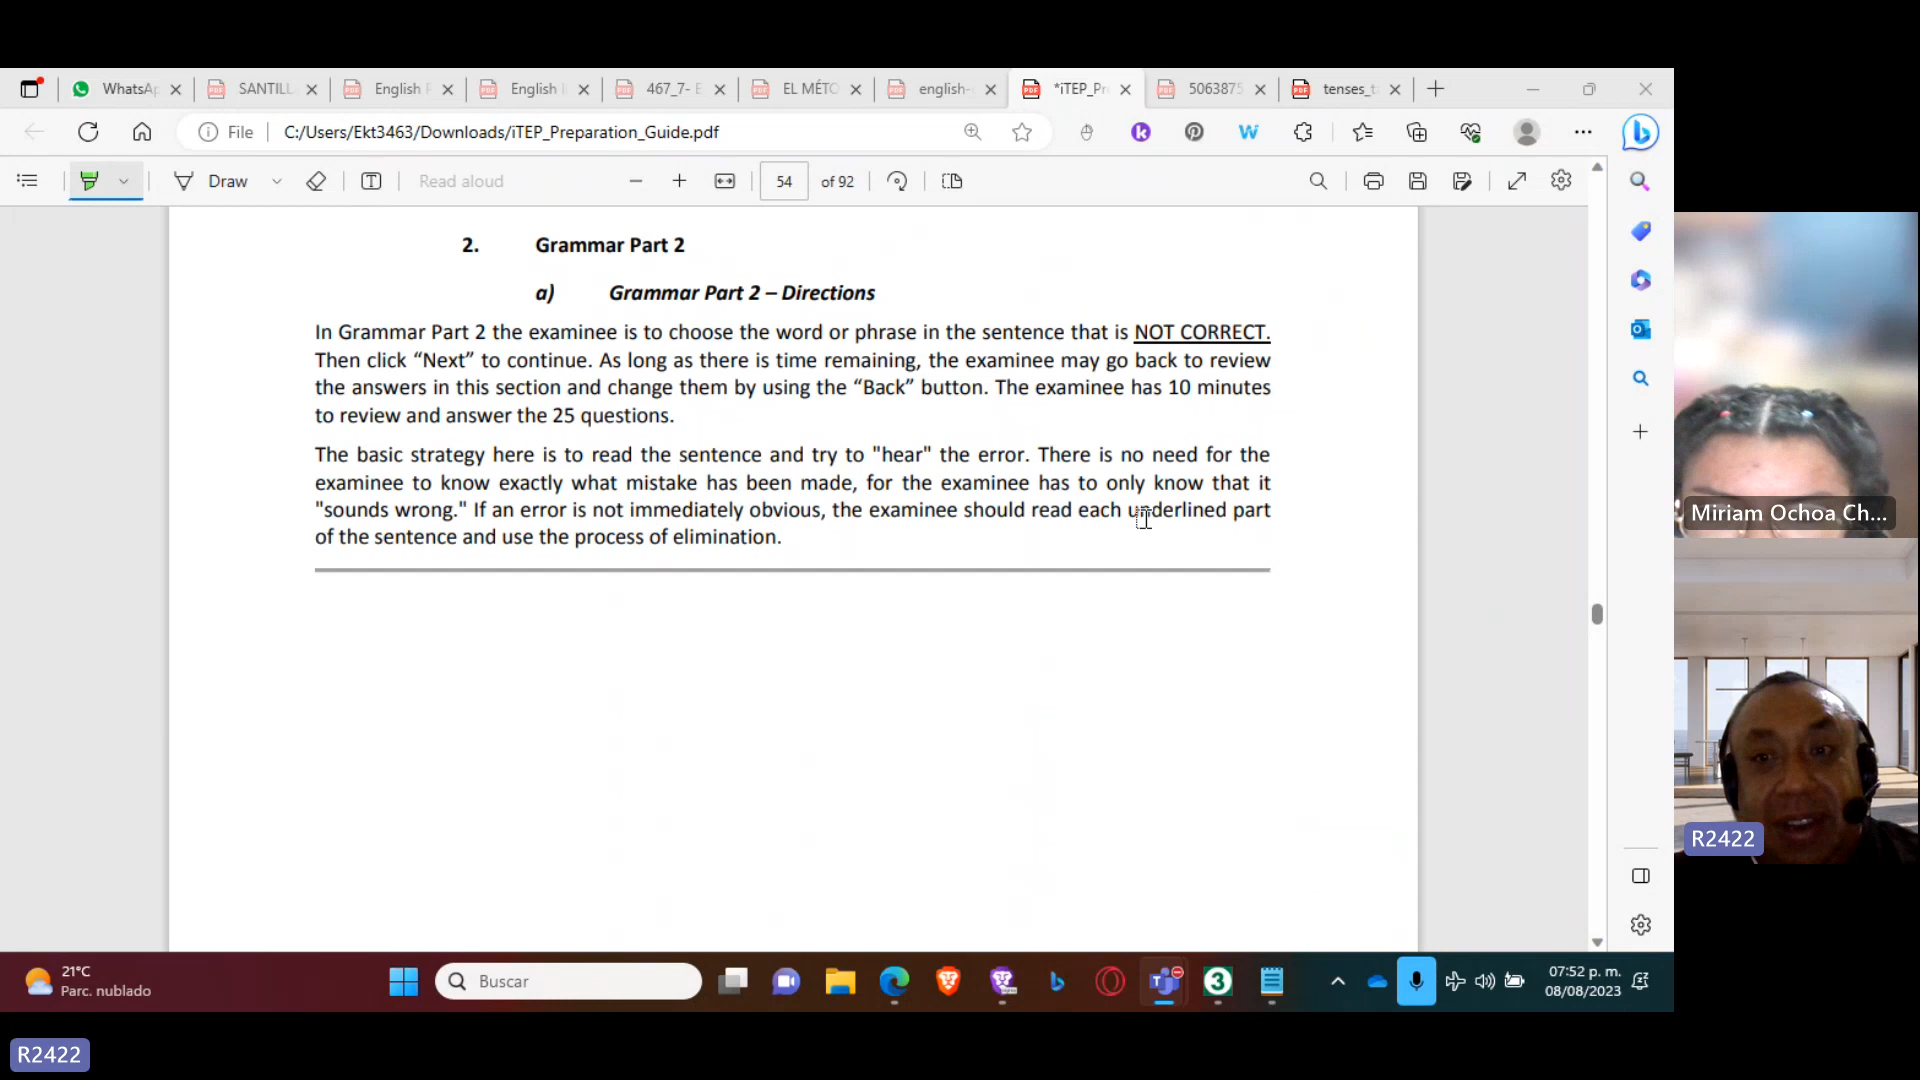 WhatsAp
SANTILL
English F
English I
467_7- E
EL MÉTO
english-
*iTEP_Pr
5063875
tenses_t
File
C:/Users/Ekt3463/Downloads/iTEP_Preparation_Guide.pdf
Draw
Read aloud
54
of 92
2. Grammar Part 2
a) Grammar Part 2 – Directions
In Grammar Part 2 the examinee is to choose the word or phrase in the sentence that is NOT CORRECT.
Then click “Next” to continue. As long as there is time remaining, the examinee may go back to review
the answers in this section and change them by using the “Back” button. The examinee has 10 minutes
to review and answer the 25 questions.
The basic strategy here is to read the sentence and try to "hear" the error. There is no need for the
examinee to know exactly what mistake has been made, for the examinee has to only know that it
"sounds wrong." If an error is not immediately obvious, the examinee should read each underlined part
of the sentence and use the process of elimination.
Miriam Ochoa Ch...
R2422
21°C
Parc. nublado
Buscar
07:52 p. m.
08/08/2023
R2422